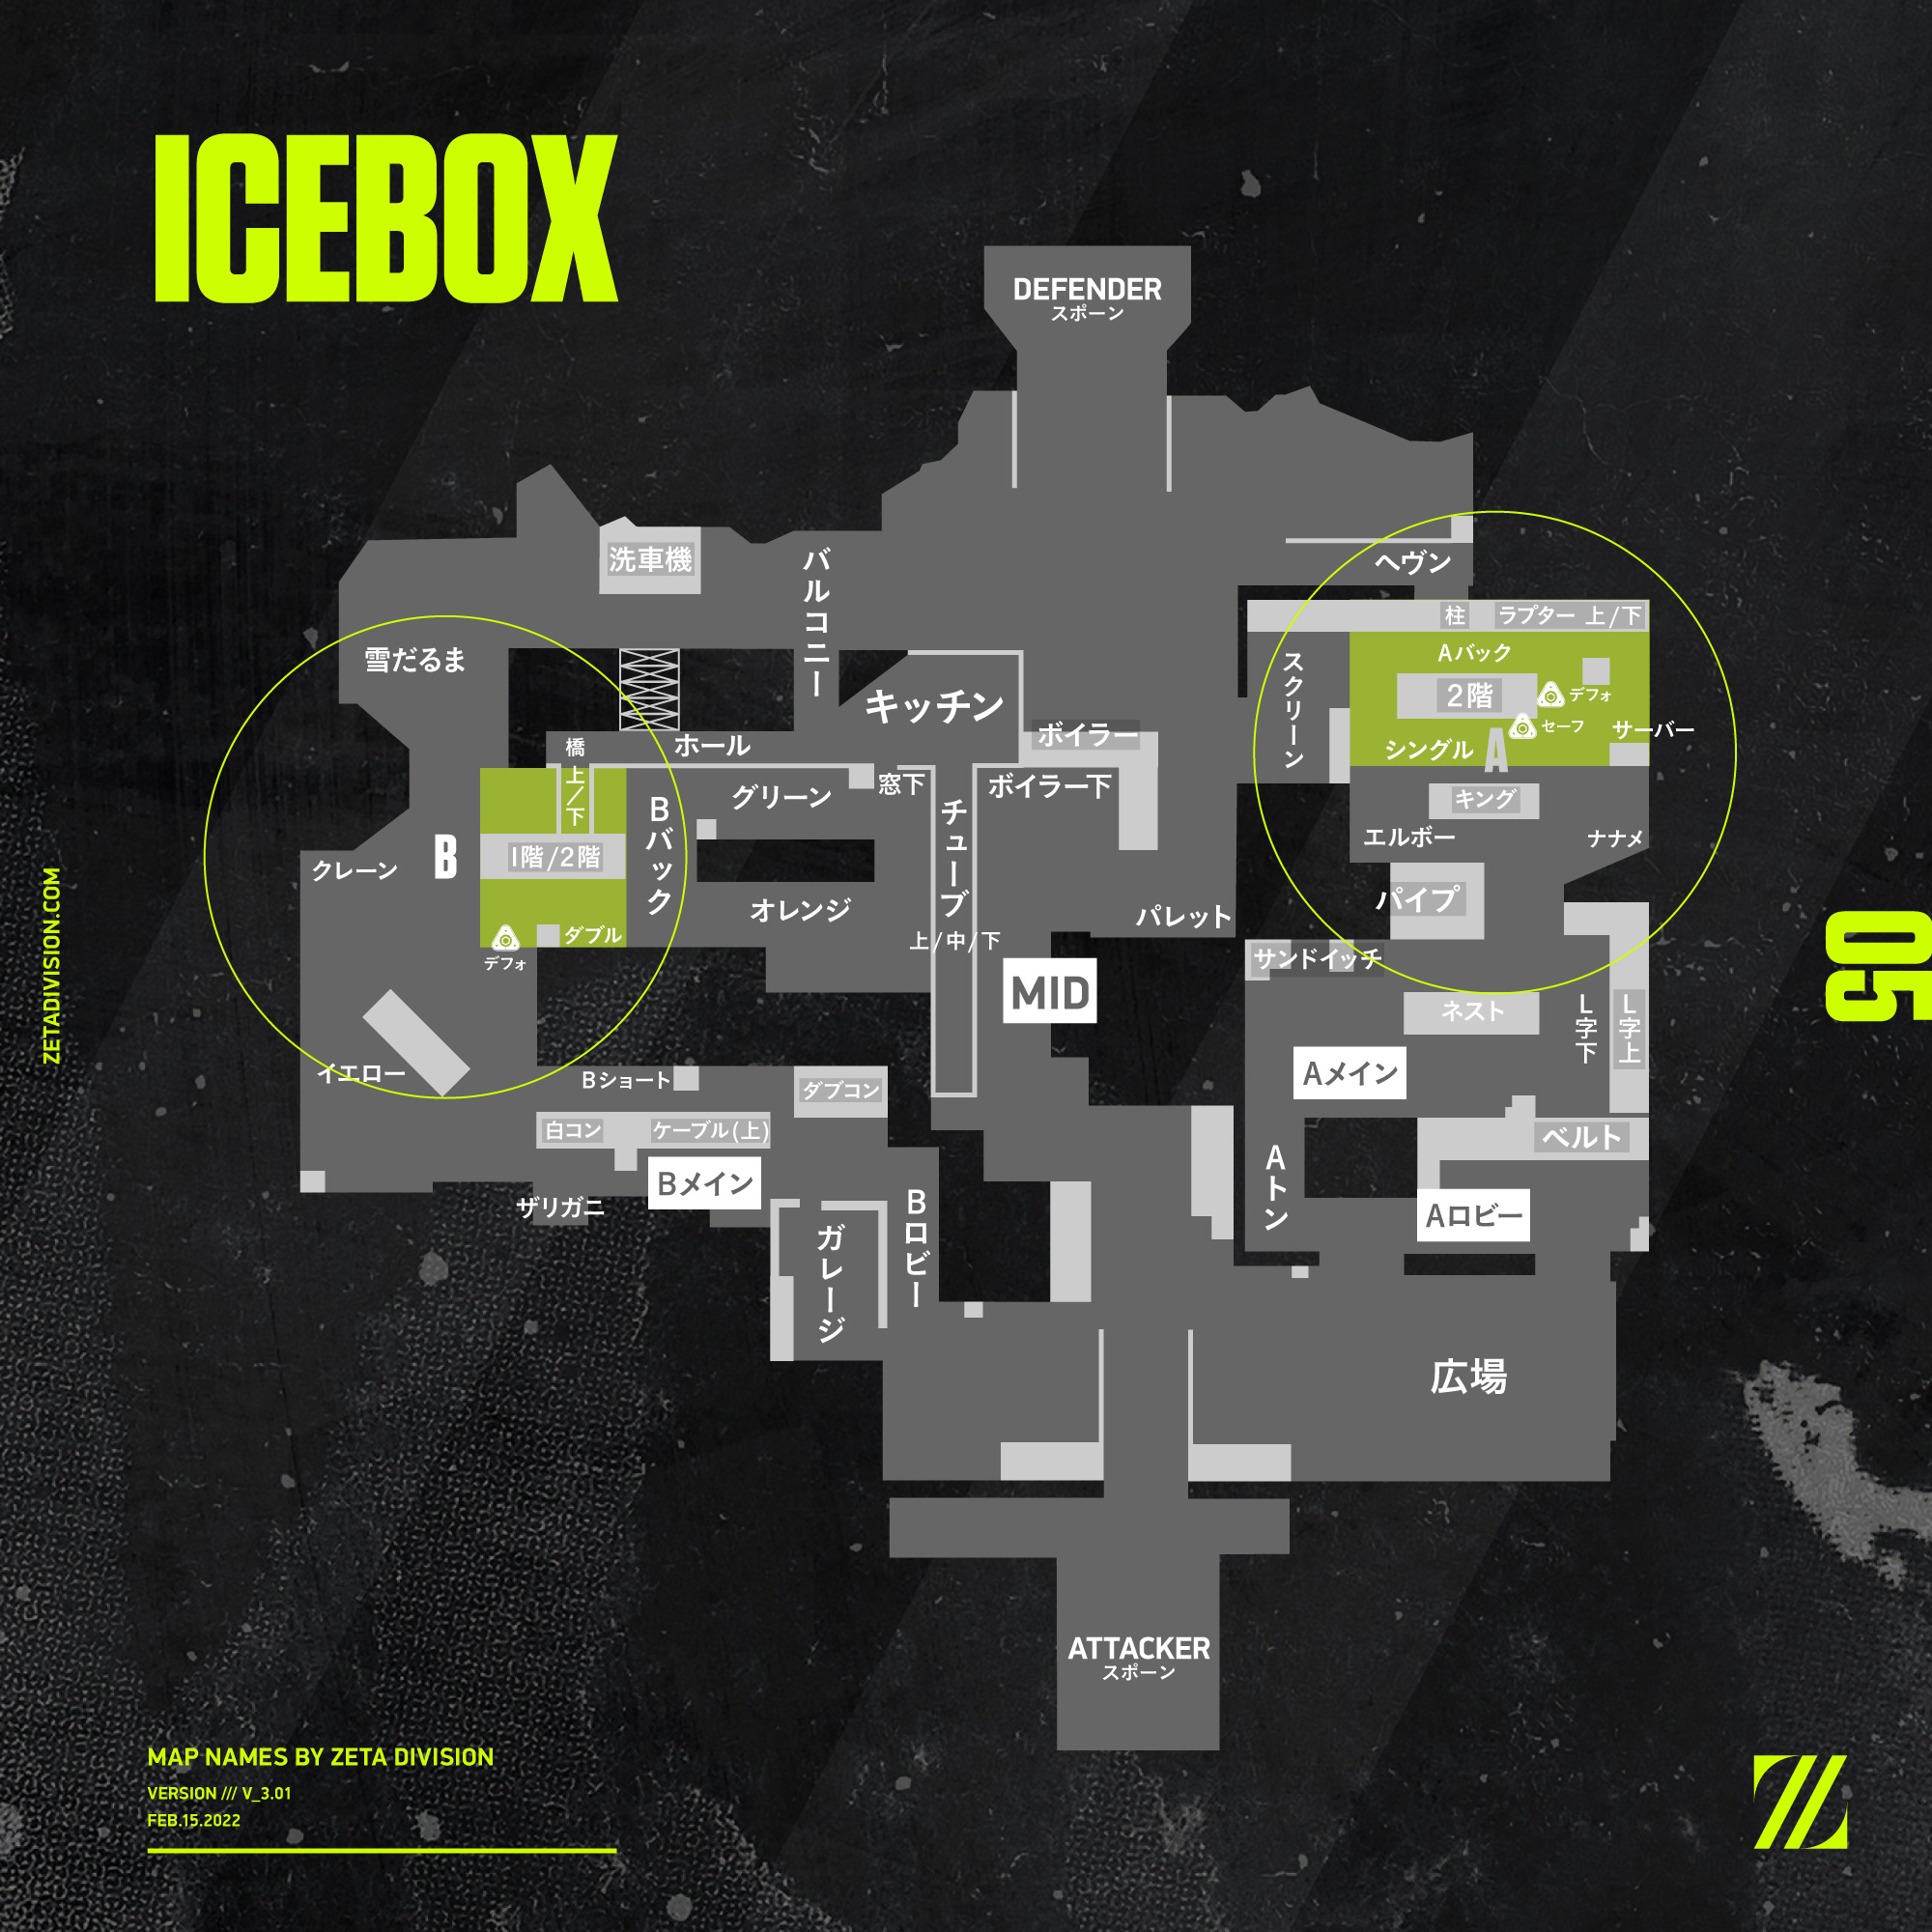 ICEBOX
DEFENDER
スポーン
洗車機
バルコニー
ヘヴン
柱
ラプター 上/下
雪だるま
スクリーン
Aバック
キッチン
2階
デフォ
セーフ
サーバー
ボイラー
シングル
A
ホール
橋上/下
窓下
ボイラー下
グリーン
キング
Bバック
チューブ
上/中/下
エルボー
ナナメ
B
1階/2階
クレーン
オレンジ
パイプ
パレット
ダブル
デフォ
サンドイッチ
MID
ネスト
L字下
L字上
イエロー
Bショート
ダブコン
Aメイン
白コン
ケーブル(上)
ベルト
Bメイン
Aトン
ザリガニ
Bロビー
Aロビー
ガレージ
広場
ATTACKER
スポーン
ZETADIVISION.COM
05
MAP NAMES BY ZETA DIVISION
VERSION /// V_3.01
FEB.15.2022